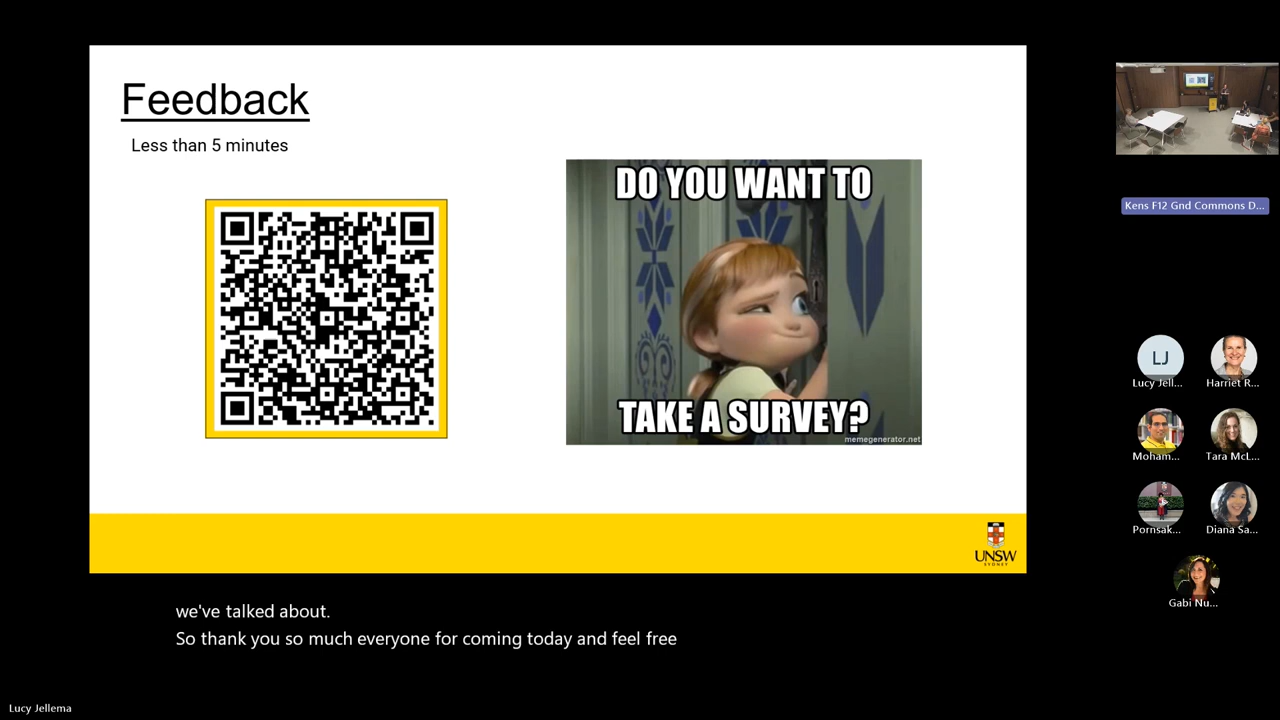 Feedback
Less than 5 minutes
DO YOU WANT TO
TAKE A SURVEY?
memegenerator.net
UNSW
SYDNEY
Kens F12 Gnd Commons D...
Lucy Jell...
Harriet R...
Moham...
Tara McL...
Pornsak...
Diana Sa...
Gabi Nu...
LJ
we've talked about.
So thank you so much everyone for coming today and feel free
Lucy Jellema